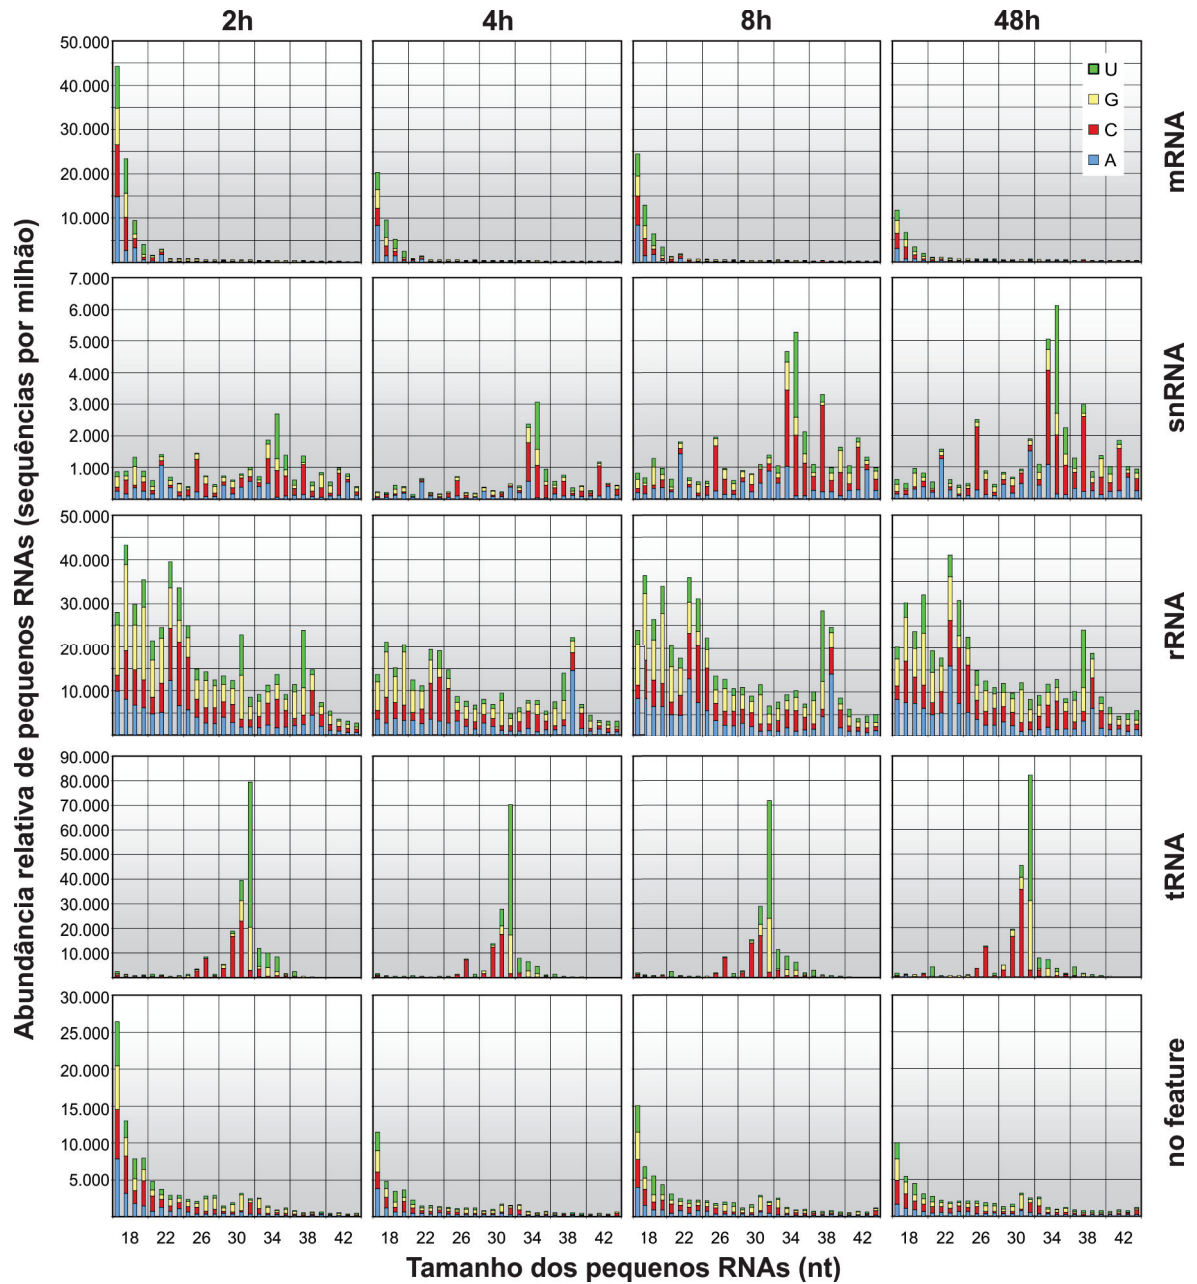 2h 4h 8h 48h
Abundância relativa de pequenos RNAs (sequências por milhão)
50.000
40.000
30.000
20.000
10.000
U
G
C
A
mRNA
7.000
6.000
5.000
4.000
3.000
2.000
1.000
snRNA
50.000
40.000
30.000
20.000
10.000
rRNA
90.000
80.000
70.000
60.000
50.000
40.000
30.000
20.000
10.000
tRNA
30.000
25.000
20.000
15.000
10.000
5.000
no feature
18 22 26 30 34 38 42 18 22 26 30 34 38 42 18 22 26 30 34 38 42 18 22 26 30 34 38 42
Tamanho dos pequenos RNAs (nt)